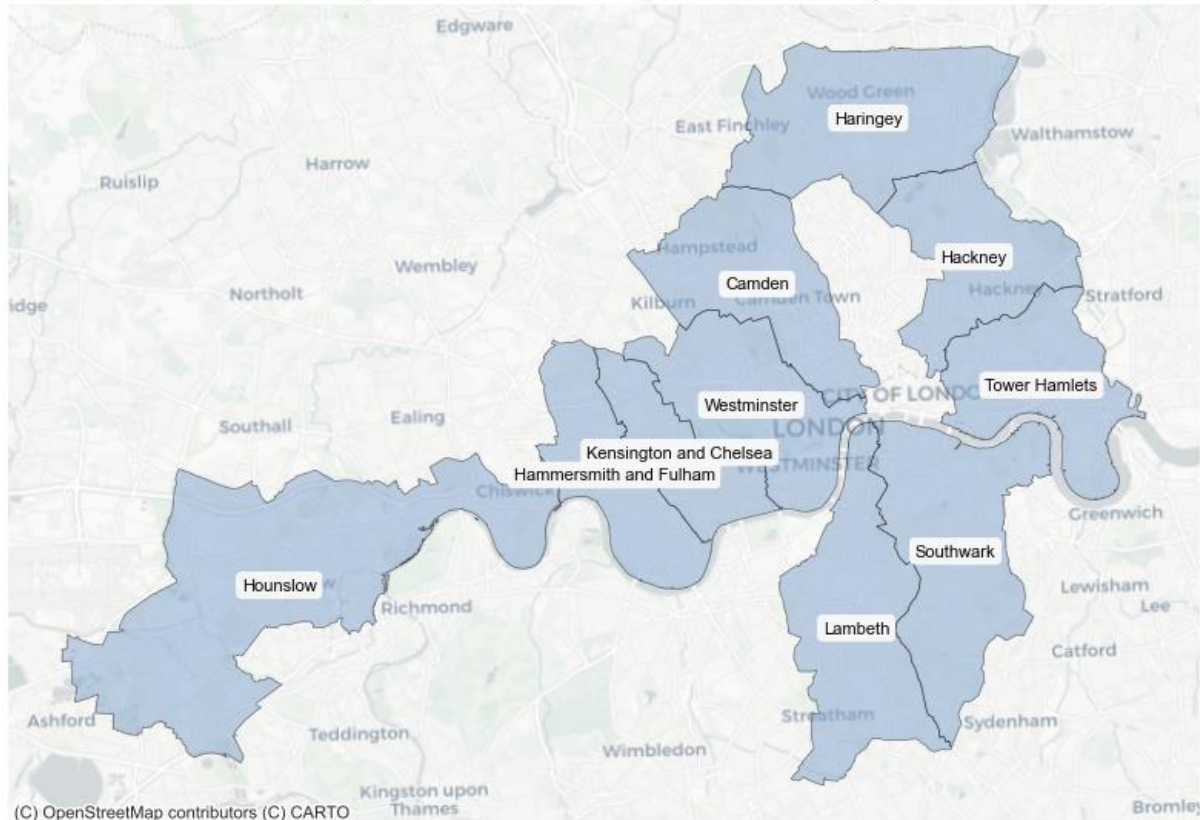 Edgware
Wood Green
Haringey
East Finchley
Walthamstow
Harrow
Ruislip
Hampstead
Hackney
Wembley
Camden
Northolt
Kilburn
Camden Town
Hackney
Stratford
idge
Tower Hamlets
CITY OF LONDO
Westminster
Ealing
Southall
LONDON
Kensington and Chelsea
WESTMINSTER
Hammersmith and Fulham
Chiswick
Greenwich
Southwark
Hounslow
Lewisham
Richmond
Lee
Lambeth
Catford
Ashford
Streatham
Sydenham
Teddington
Wimbledon
Kingston upon
Thames
(C) OpenStreetMap contributors (C) CARTO
Bromley